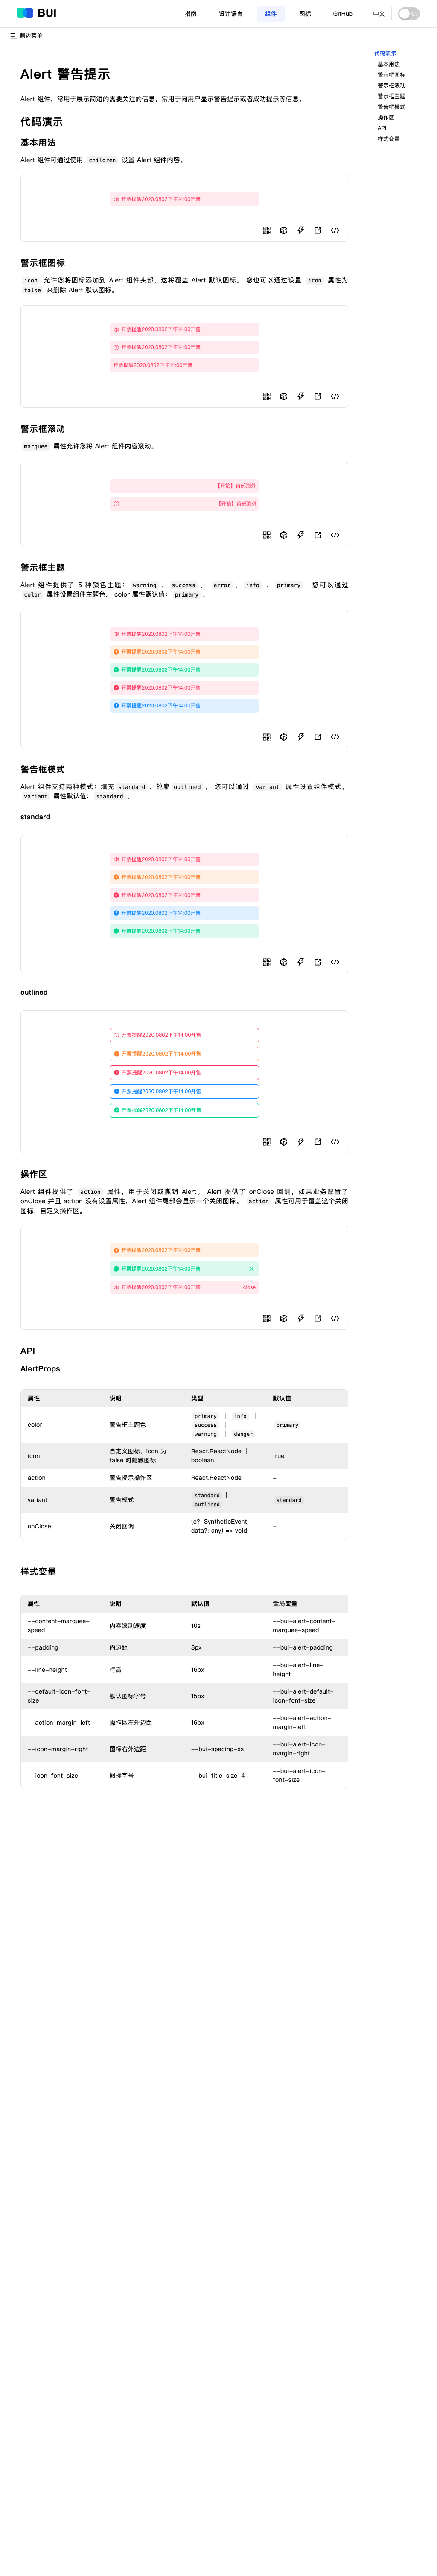 BUI
指南
设计语言
组件
图标
GitHub
中文
侧边菜单
代码演示
基本用法
警示框图标
警示框滚动
警示框主题
警告框模式
操作区
API
样式变量
Alert 警告提示
Alert 组件，常用于展示简短的需要关注的信息，常用于向用户显示警告提示或者成功提示等信息。
代码演示
基本用法
Alert 组件可通过使用 children 设置 Alert 组件内容。
开票提醒2020.0802下午14:00开售
警示框图标
icon 允许您将图标添加到 Alert 组件头部，这将覆盖 Alert 默认图标。 您也可以通过设置 icon 属性为
false 来删除 Alert 默认图标。
开票提醒2020.0802下午14:00开售
开票提醒2020.0802下午14:00开售
开票提醒2020.0802下午14:00开售
警示框滚动
marquee 属性允许您将 Alert 组件内容滚动。
【开始】首部海外
【开始】首部海外
警示框主题
Alert 组件提供了 5 种颜色主题： warning 、 success 、 error 、 info 、 primary ，您可以通过
color 属性设置组件主题色。 color 属性默认值： primary 。
开票提醒2020.0802下午14:00开售
开票提醒2020.0802下午14:00开售
开票提醒2020.0802下午14:00开售
开票提醒2020.0802下午14:00开售
开票提醒2020.0802下午14:00开售
警告框模式
Alert 组件支持两种模式：填充 standard 、轮廓 outlined 。 您可以通过 variant 属性设置组件模式。
variant 属性默认值： standard 。
standard
开票提醒2020.0802下午14:00开售
开票提醒2020.0802下午14:00开售
开票提醒2020.0802下午14:00开售
开票提醒2020.0802下午14:00开售
开票提醒2020.0802下午14:00开售
outlined
开票提醒2020.0802下午14:00开售
开票提醒2020.0802下午14:00开售
开票提醒2020.0802下午14:00开售
开票提醒2020.0802下午14:00开售
开票提醒2020.0802下午14:00开售
操作区
Alert 组件提供了 action 属性，用于关闭或撤销 Alert。 Alert 提供了 onClose 回调，如果业务配置了
onClose 并且 action 没有设置属性，Alert 组件尾部会显示一个关闭图标。 action 属性可用于覆盖这个关闭
图标，自定义操作区。
开票提醒2020.0802下午14:00开售
开票提醒2020.0802下午14:00开售
开票提醒2020.0802下午14:00开售 close
API
AlertProps
属性 说明 类型 默认值
color 警告框主题色 primary | info | success | warning | danger primary
icon 自定义图标，icon 为 false 时隐藏图标 React.ReactNode | boolean true
action 警告提示操作区 React.ReactNode -
variant 警告模式 standard | outlined standard
onClose 关闭回调 (e?: SyntheticEvent, data?: any) => void; -
样式变量
属性 说明 默认值 全局变量
--content-marquee-speed 内容滚动速度 10s --bui-alert-content-marquee-speed
--padding 内边距 8px --bui-alert-padding
--line-height 行高 16px --bui-alert-line-height
--default-icon-font-size 默认图标字号 15px --bui-alert-default-icon-font-size
--action-margin-left 操作区左外边距 16px --bui-alert-action-margin-left
--icon-margin-right 图标右外边距 --bui-spacing-xs --bui-alert-icon-margin-right
--icon-font-size 图标字号 --bui-title-size-4 --bui-alert-icon-font-size